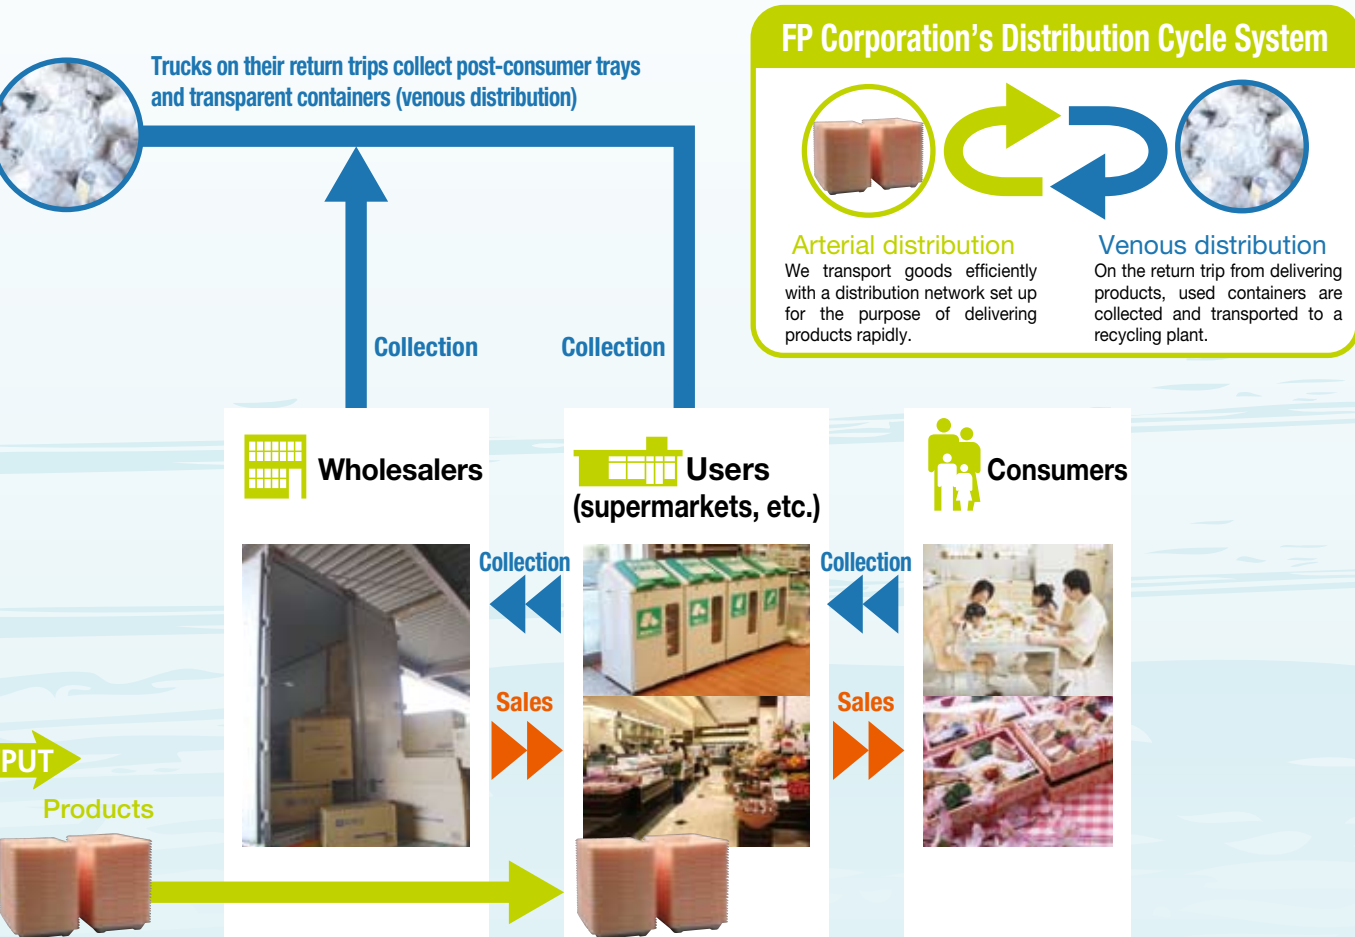 FP Corporation's Distribution Cycle System
Trucks on their return trips collect post-consumer trays
and transparent containers (venous distribution)
Arterial distribution
We transport goods efficiently
with a distribution network set up
for the purpose of delivering
products rapidly.
Venous distribution
On the return trip from delivering
products, used containers are
collected and transported to a
recycling plant.
Collection
Collection
Wholesalers
Users
(supermarkets, etc.)
Consumers
Collection
Collection
Sales
Sales
PUT
Products